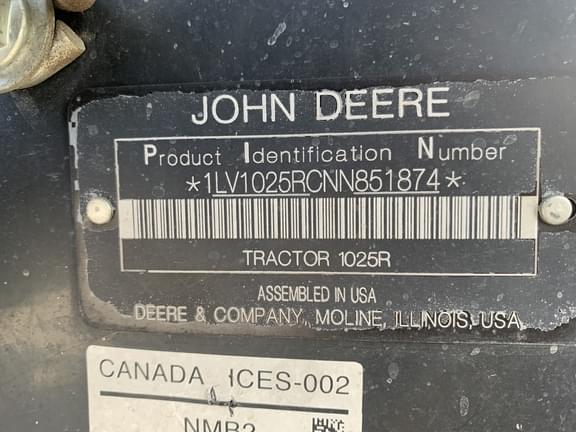 JOHN DEERE
Product Identification Number
*1LV1025RCNN851874*
TRACTOR 1025R
ASSEMBLED IN USA
DEERE & COMPANY, MOLINE, ILLINOIS, USA
CANADA ICES-002
NMB2